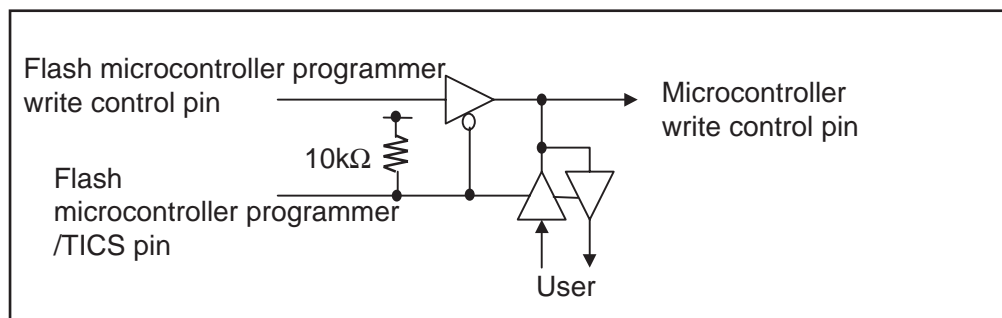 Flash microcontroller programmer
write control pin
Microcontroller
write control pin
10kΩ
Flash
microcontroller programmer
/TICS pin
User